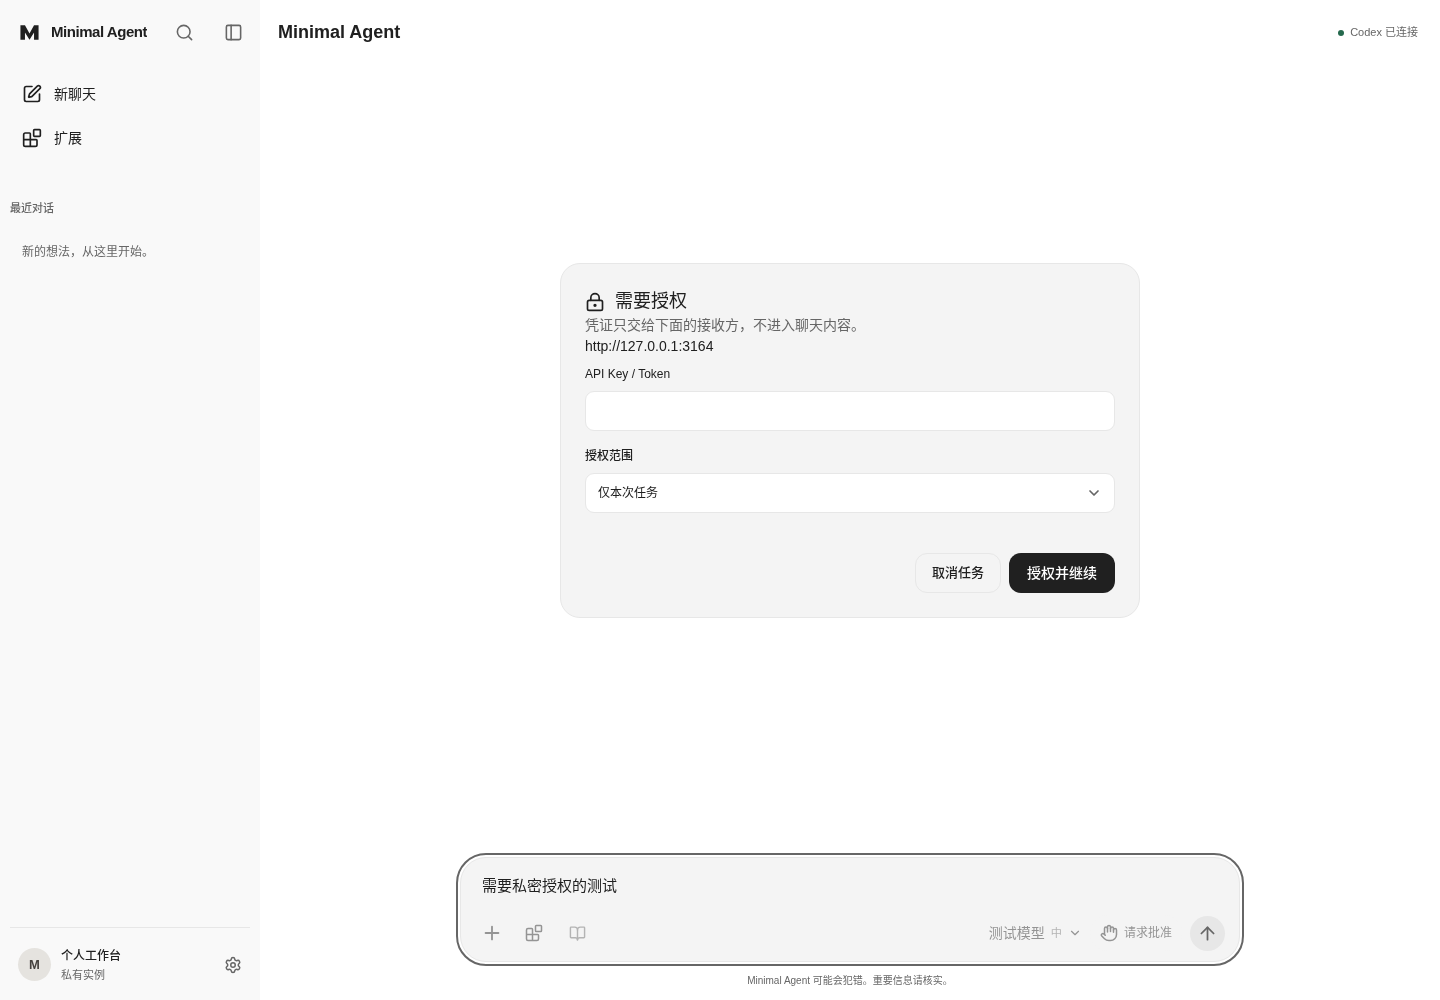 Minimal Agent
新聊天
扩展
最近对话
新的想法，从这里开始。
M
个人工作台
私有实例
Minimal Agent
Codex 已连接
需要授权
凭证只交给下面的接收方，不进入聊天内容。
http://127.0.0.1:3164
API Key / Token
授权范围
仅本次任务
取消任务
授权并继续
需要私密授权的测试
测试模型 中
请求批准
Minimal Agent 可能会犯错。重要信息请核实。